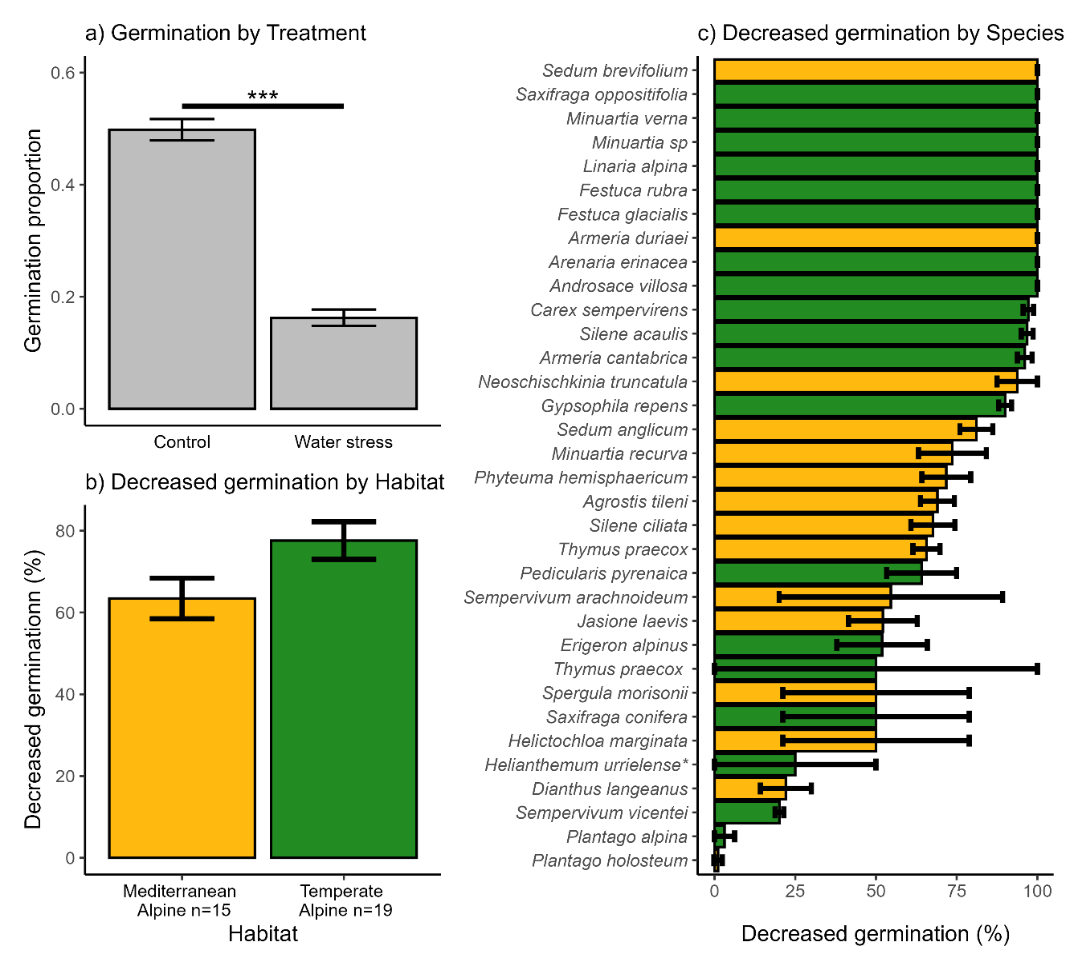 a) Germination by Treatment
Germination proportion
0.6
0.4
0.2
0.0
***
Control
Water stress
b) Decreased germination by Habitat
Decreased germinationn (%)
80
60
40
20
0
Mediterranean
Alpine n=15
Temperate
Alpine n=19
Habitat
c) Decreased germination by Species
Sedum brevifolium
Saxifraga oppositifolia
Minuartia verna
Minuartia sp
Linaria alpina
Festuca rubra
Festuca glacialis
Armeria duriaei
Arenaria erinacea
Androsace villosa
Carex sempervirens
Silene acaulis
Armeria cantabrica
Neoschischkinia truncatula
Gypsophila repens
Sedum anglicum
Minuartia recurva
Phyteuma hemisphaericum
Agrostis tileni
Silene ciliata
Thymus praecox
Pedicularis pyrenaica
Sempervivum arachnoideum
Jasione laevis
Erigeron alpinus
Thymus praecox
Spergula morisonii
Saxifraga conifera
Helictochloa marginata
Helianthemum urrielense*
Dianthus langeanus
Sempervivum vicentei
Plantago alpina
Plantago holosteum
0
25
50
75
100
Decreased germination (%)